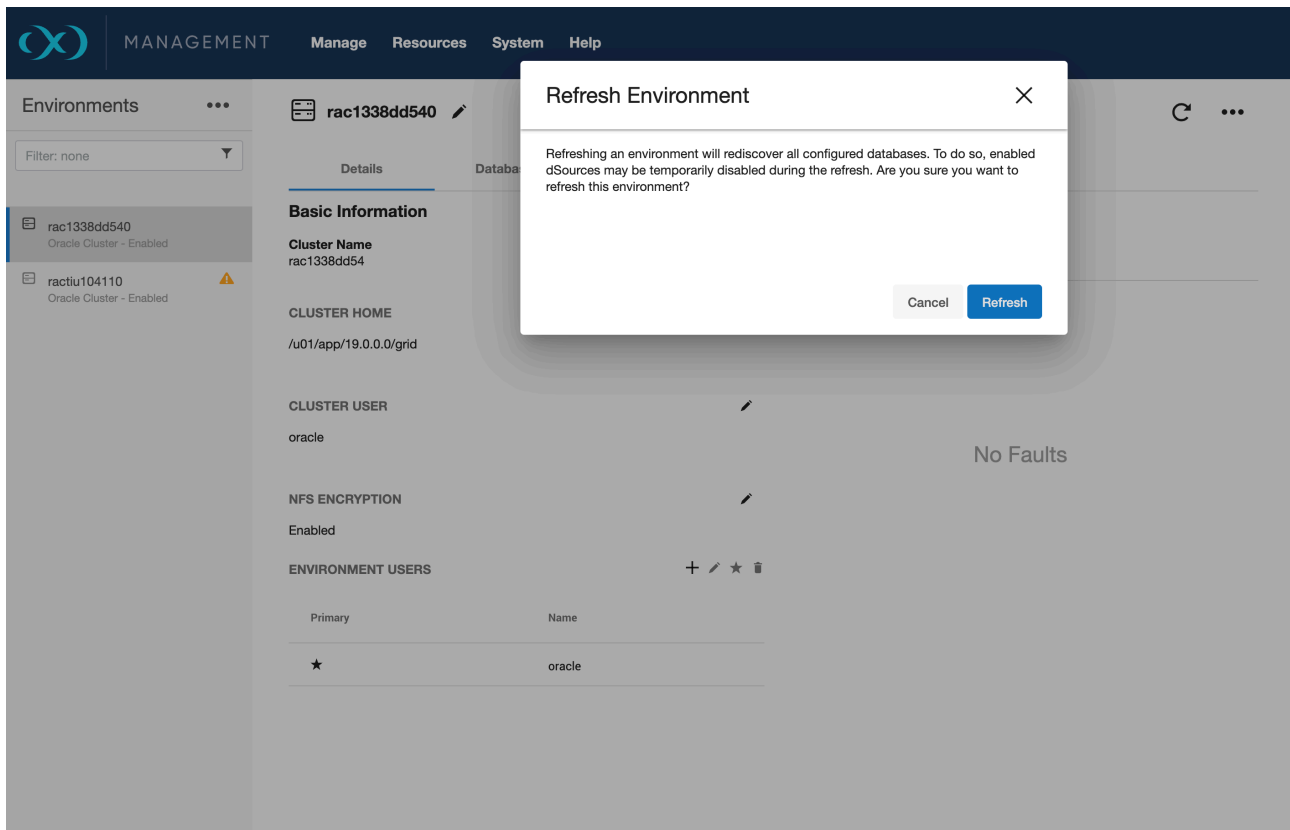 MANAGEMENT
Manage Resources System Help
Environments
Filter: none
rac1338dd540
Oracle Cluster - Enabled
ractiu104110
Oracle Cluster - Enabled
rac1338dd540
Details
Databa
Basic Information
Cluster Name
rac1338dd54
CLUSTER HOME
/u01/app/19.0.0.0/grid
CLUSTER USER
oracle
NFS ENCRYPTION
Enabled
ENVIRONMENT USERS
Primary Name
oracle
Refresh Environment
Refreshing an environment will rediscover all configured databases. To do so, enabled
dSources may be temporarily disabled during the refresh. Are you sure you want to
refresh this environment?
Cancel Refresh
No Faults